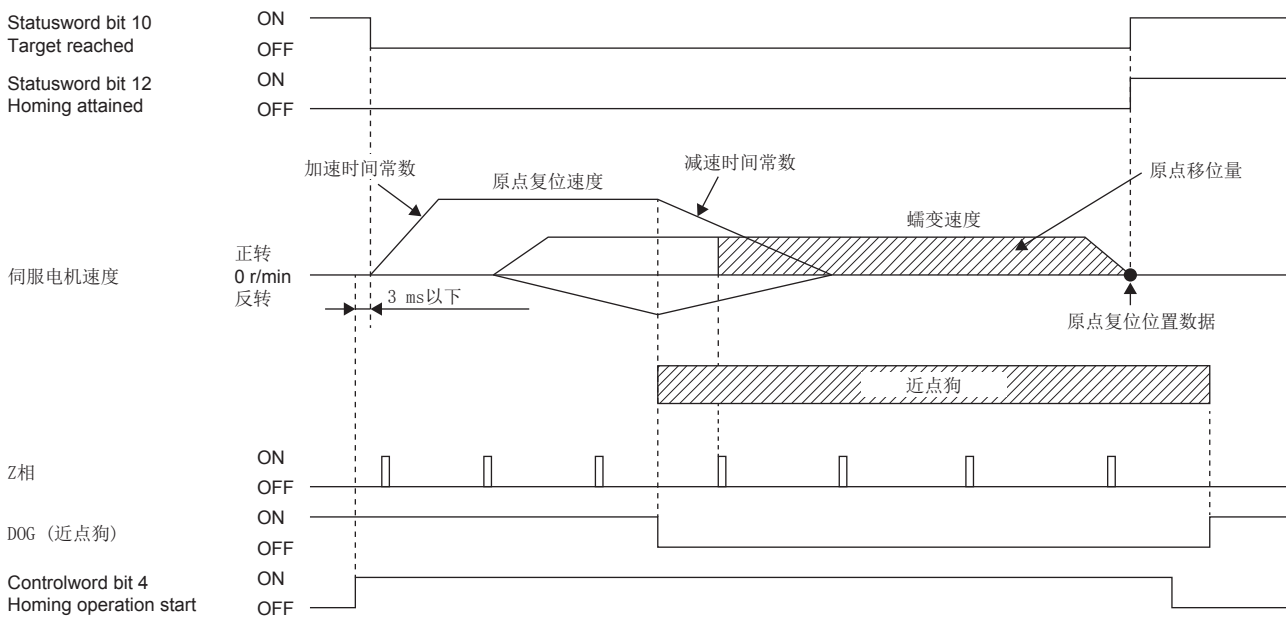 Statusword bit 10
Target reached
ON
OFF
Statusword bit 12
Homing attained
ON
OFF
加速时间常数
原点复位速度
减速时间常数
原点移位量
蠕变速度
伺服电机速度
正转
0 r/min
反转
3 ms以下
原点复位位置数据
近点狗
Z相
ON
OFF
DOG (近点狗)
ON
OFF
Controlword bit 4
Homing operation start
ON
OFF